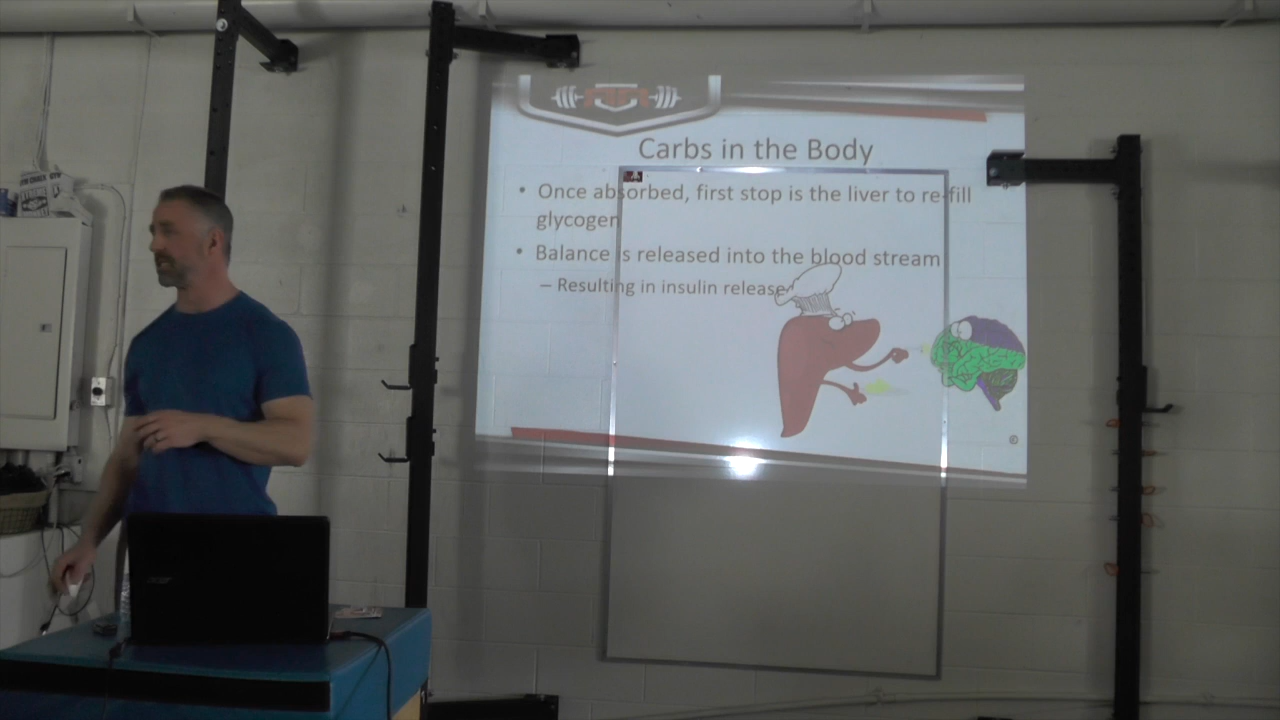 Carbs in the Body
• Once absorbed, first stop is the liver to re-fill
glycogen
• Balance is released into the blood stream
– Resulting in insulin release
©
acer